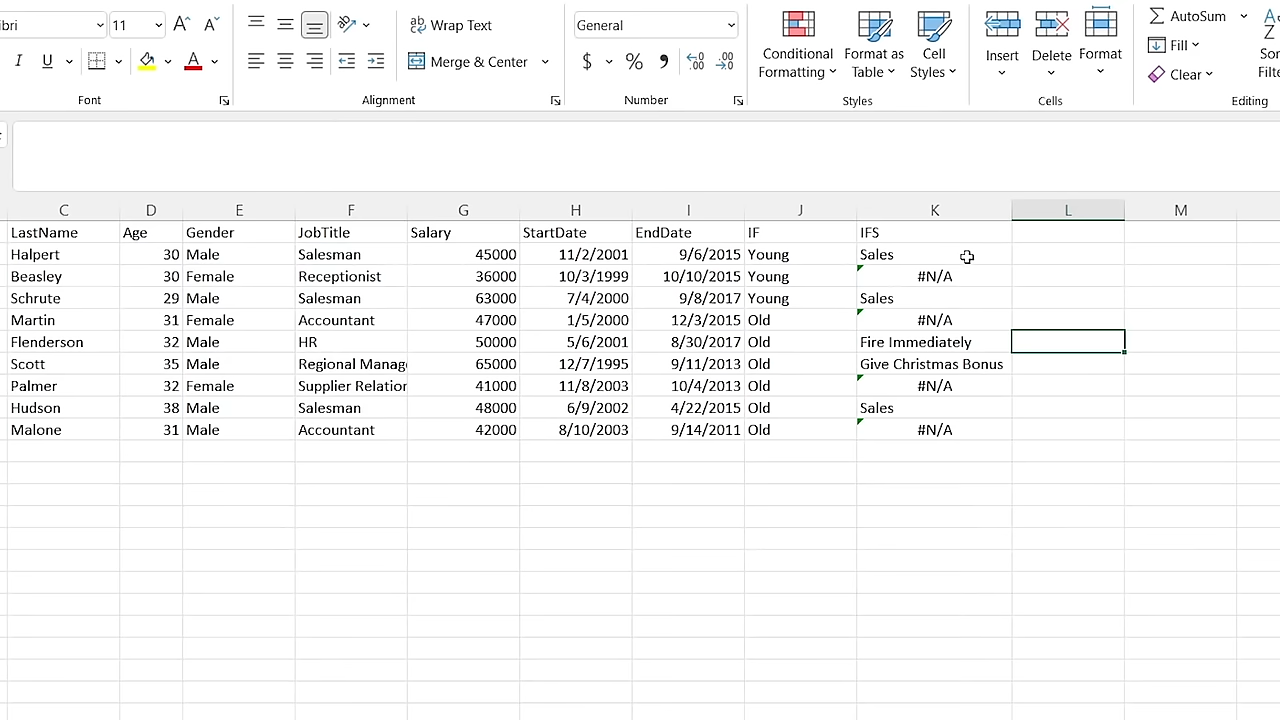 ibri 11 A A ab Wrap Text General AutoSum
I U A Merge & Center $ % , .00 Fill
Conditional Formatting Format as Table Cell Styles Insert Delete Format Clear
Font Alignment Number Styles Cells Editing
C D E F G H I J K L M
LastName Age Gender JobTitle Salary StartDate EndDate IF IFS
Halpert 30 Male Salesman 45000 11/2/2001 9/6/2015 Young Sales
Beasley 30 Female Receptionist 36000 10/3/1999 10/10/2015 Young #N/A
Schrute 29 Male Salesman 63000 7/4/2000 9/8/2017 Young Sales
Martin 31 Female Accountant 47000 1/5/2000 12/3/2015 Old #N/A
Flenderson 32 Male HR 50000 5/6/2001 8/30/2017 Old Fire Immediately
Scott 35 Male Regional Manag 65000 12/7/1995 9/11/2013 Old Give Christmas Bonus
Palmer 32 Female Supplier Relatior 41000 11/8/2003 10/4/2013 Old #N/A
Hudson 38 Male Salesman 48000 6/9/2002 4/22/2015 Old Sales
Malone 31 Male Accountant 42000 8/10/2003 9/14/2011 Old #N/A